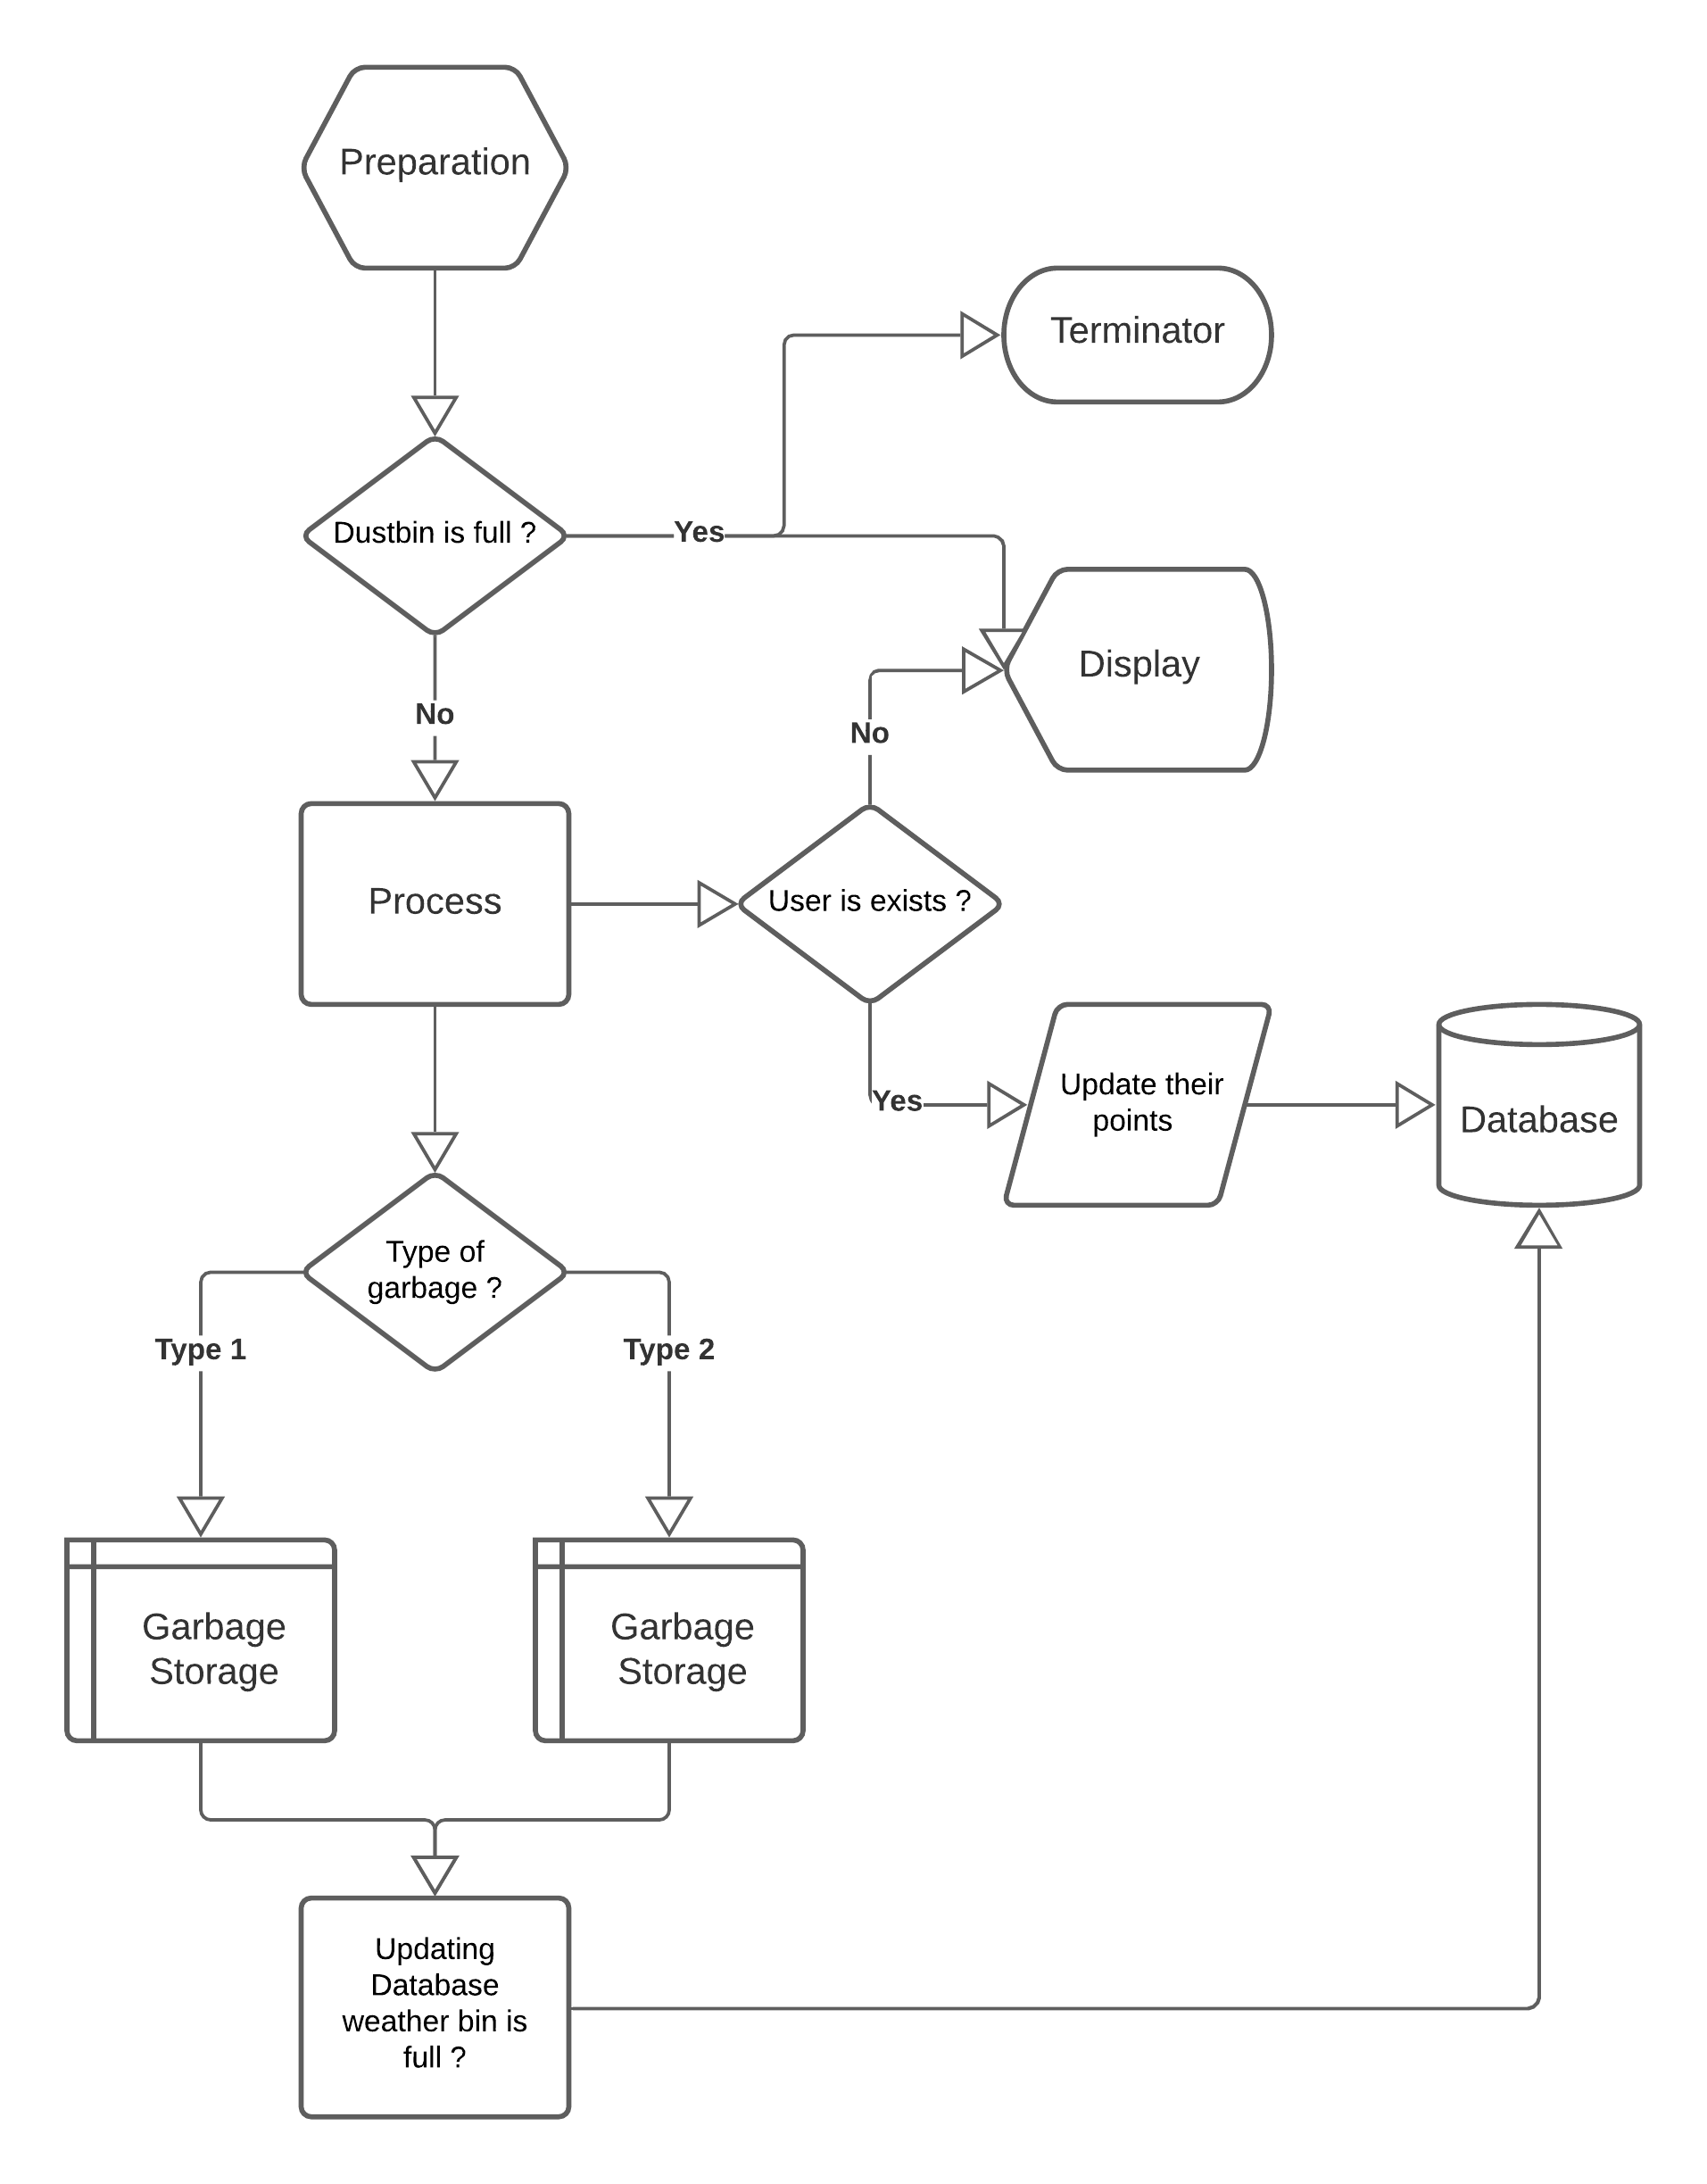 Preparation
Terminator
Dustbin is full ?
Yes
Display
No
No
Process
User is exists ?
Yes
Update their
points
Database
Type of
garbage ?
Type 1
Type 2
Garbage
Storage
Garbage
Storage
Updating
Database
weather bin is
full ?